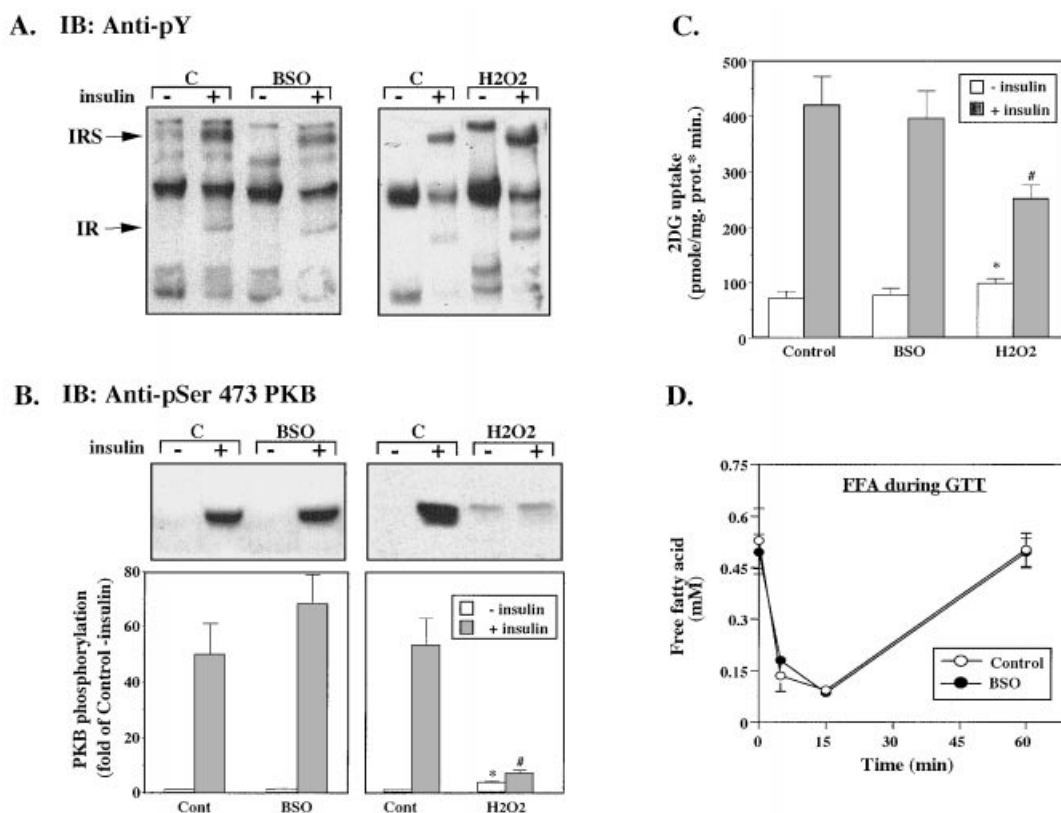 A. IB: Anti-pY
C BSO
insulin - + - +
IRS
IR
C H2O2
- + - +
B. IB: Anti-pSer 473 PKB
C BSO
insulin - + - +
C H2O2
- + - +
PKB phosphorylation
(fold of Control -insulin)
80
60
40
20
0
- insulin
+ insulin
* #
Cont BSO Cont H2O2
C.
2DG uptake
(pmole/mg. prot.* min.)
500
400
300
200
100
0
- insulin
+ insulin
#
*
Control BSO H2O2
D.
FFA during GTT
Free fatty acid
(mM)
0.75
0.6
0.45
0.3
0.15
0
Control
BSO
0 15 30 45 60
Time (min)